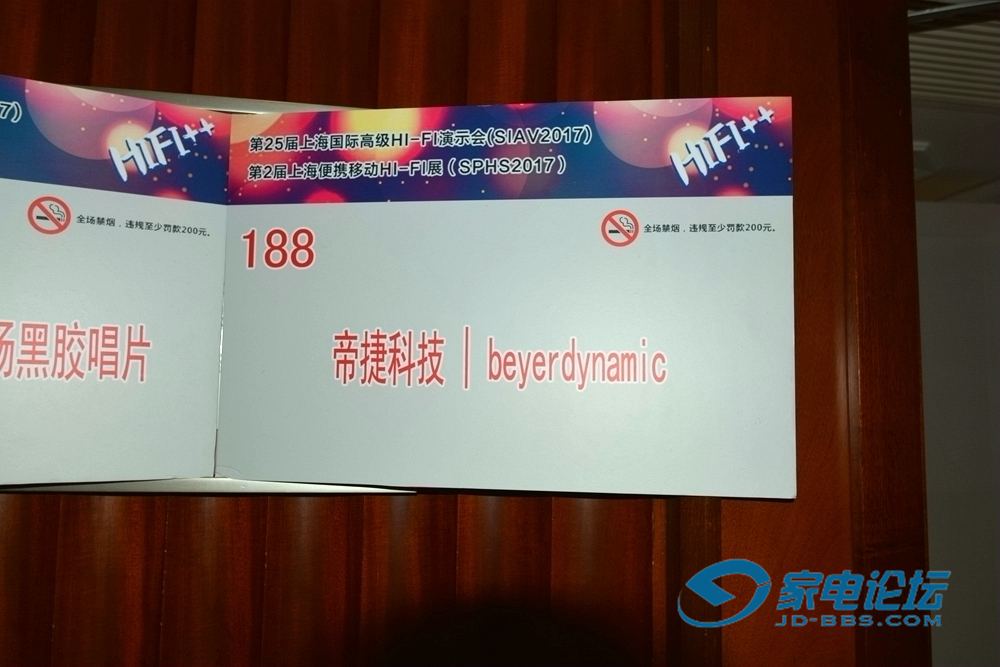 7)
HIFI++
全场禁烟，违规至少罚款200元。
场黑胶唱片
第25届上海国际高级HI-FI演示会(SIAV2017)
第2届上海便携移动HI-FI展（SPHS2017）
HIFI++
全场禁烟，违规至少罚款200元。
188
帝捷科技｜beyerdynamic
家电论坛
JD-BBS.COM